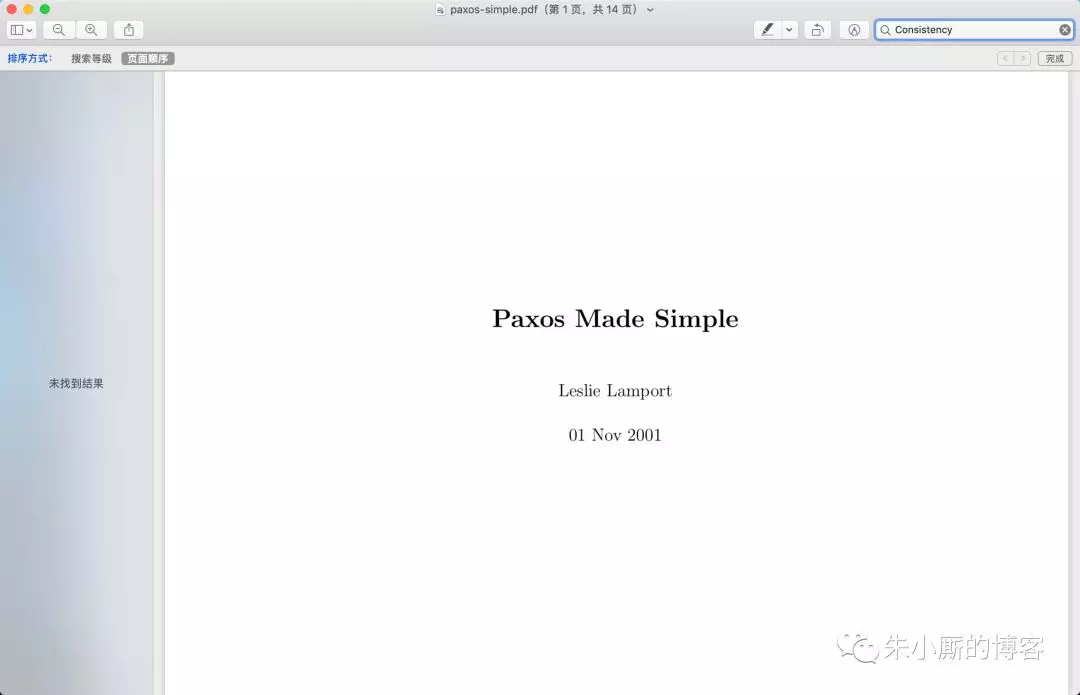 paxos-simple.pdf（第 1 页，共 14 页）
Consistency
排序方式： 搜索等级 页面顺序
完成
未找到结果
Paxos Made Simple
Leslie Lamport
01 Nov 2001
朱小厮的博客